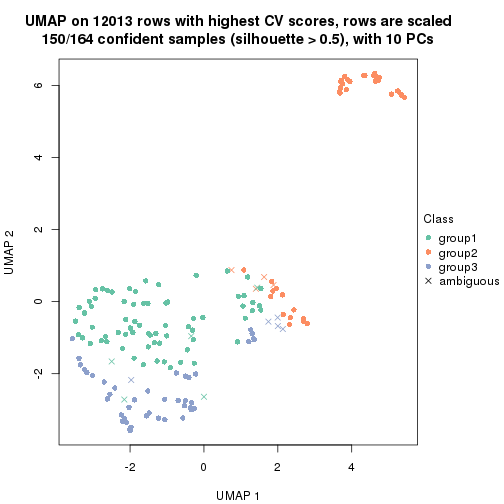 UMAP on 12013 rows with highest CV scores, rows are scaled
150/164 confident samples (silhouette > 0.5), with 10 PCs
6
4
2
0
-2
UMAP 2
-2
0
2
4
UMAP 1
Class
group1
group2
group3
ambiguous